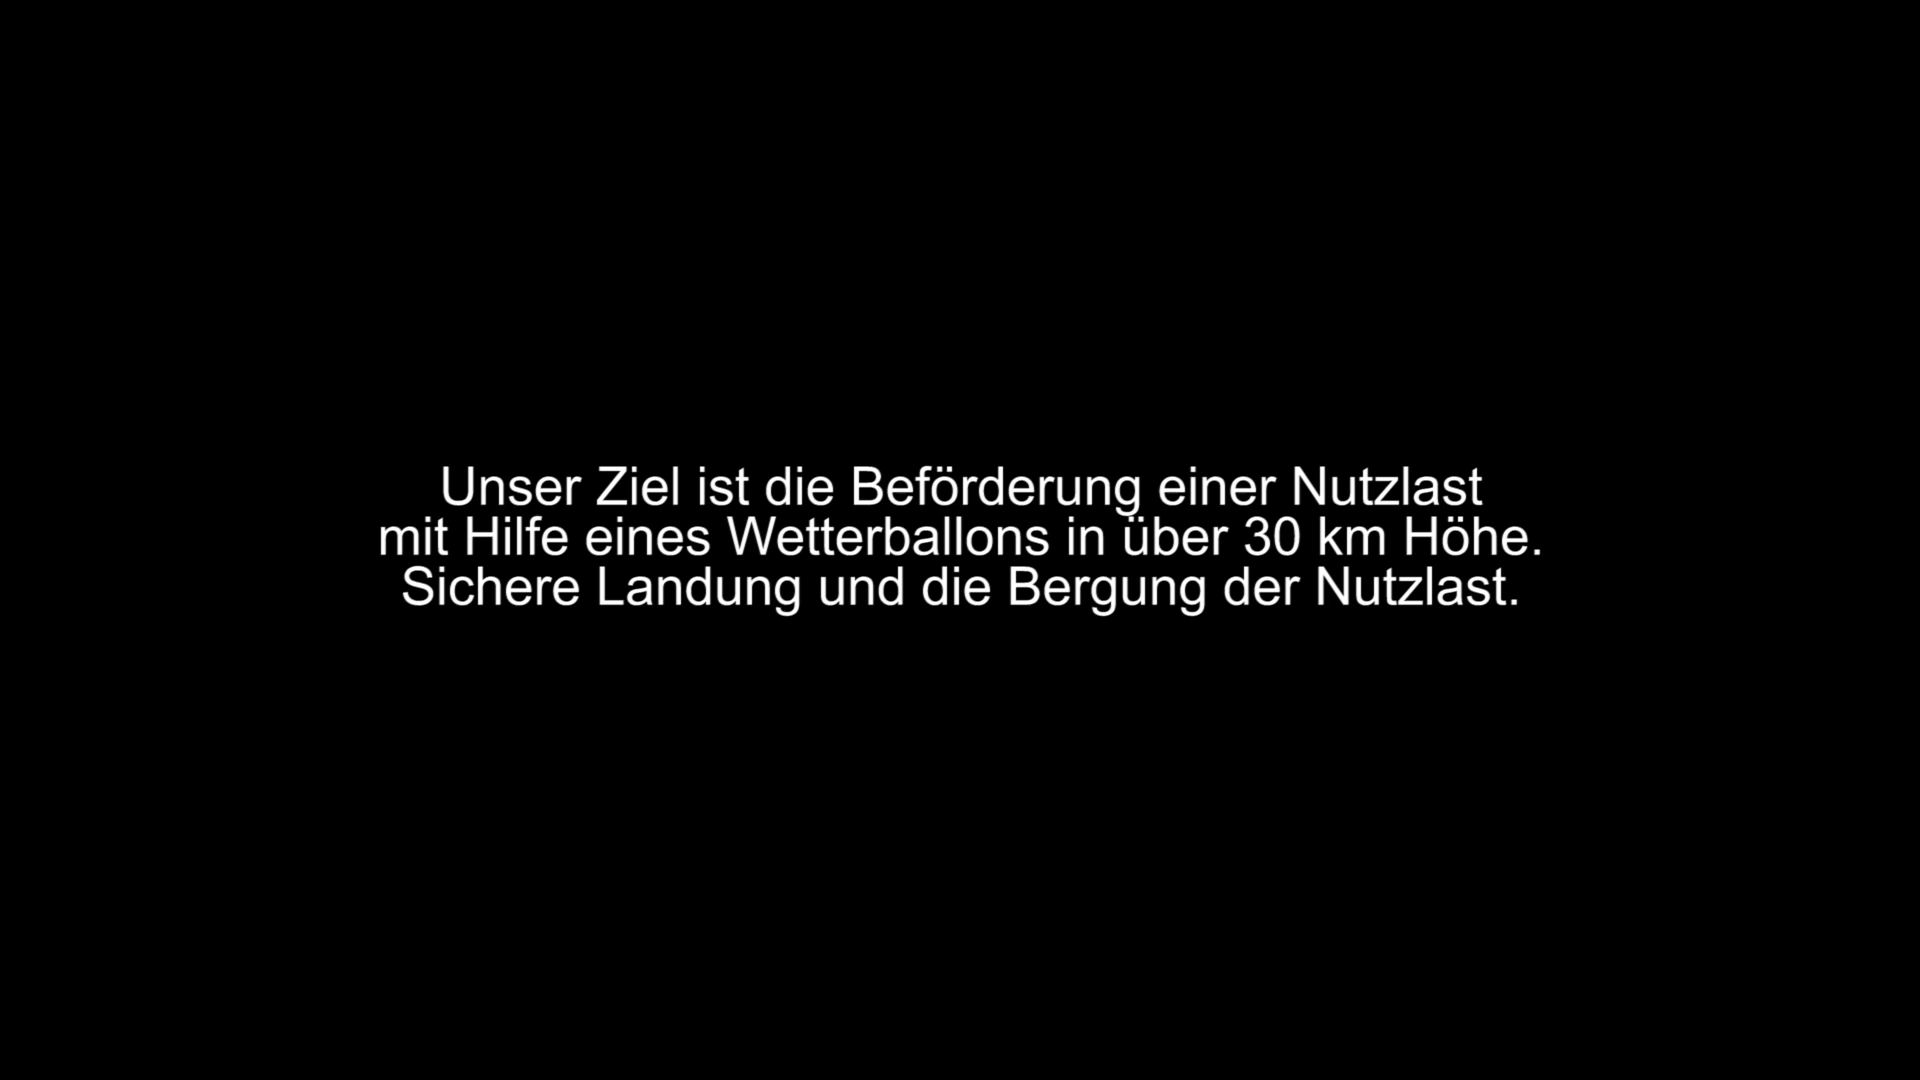 Unser Ziel ist die Beförderung einer Nutzlast
mit Hilfe eines Wetterballons in über 30 km Höhe.
Sichere Landung und die Bergung der Nutzlast.